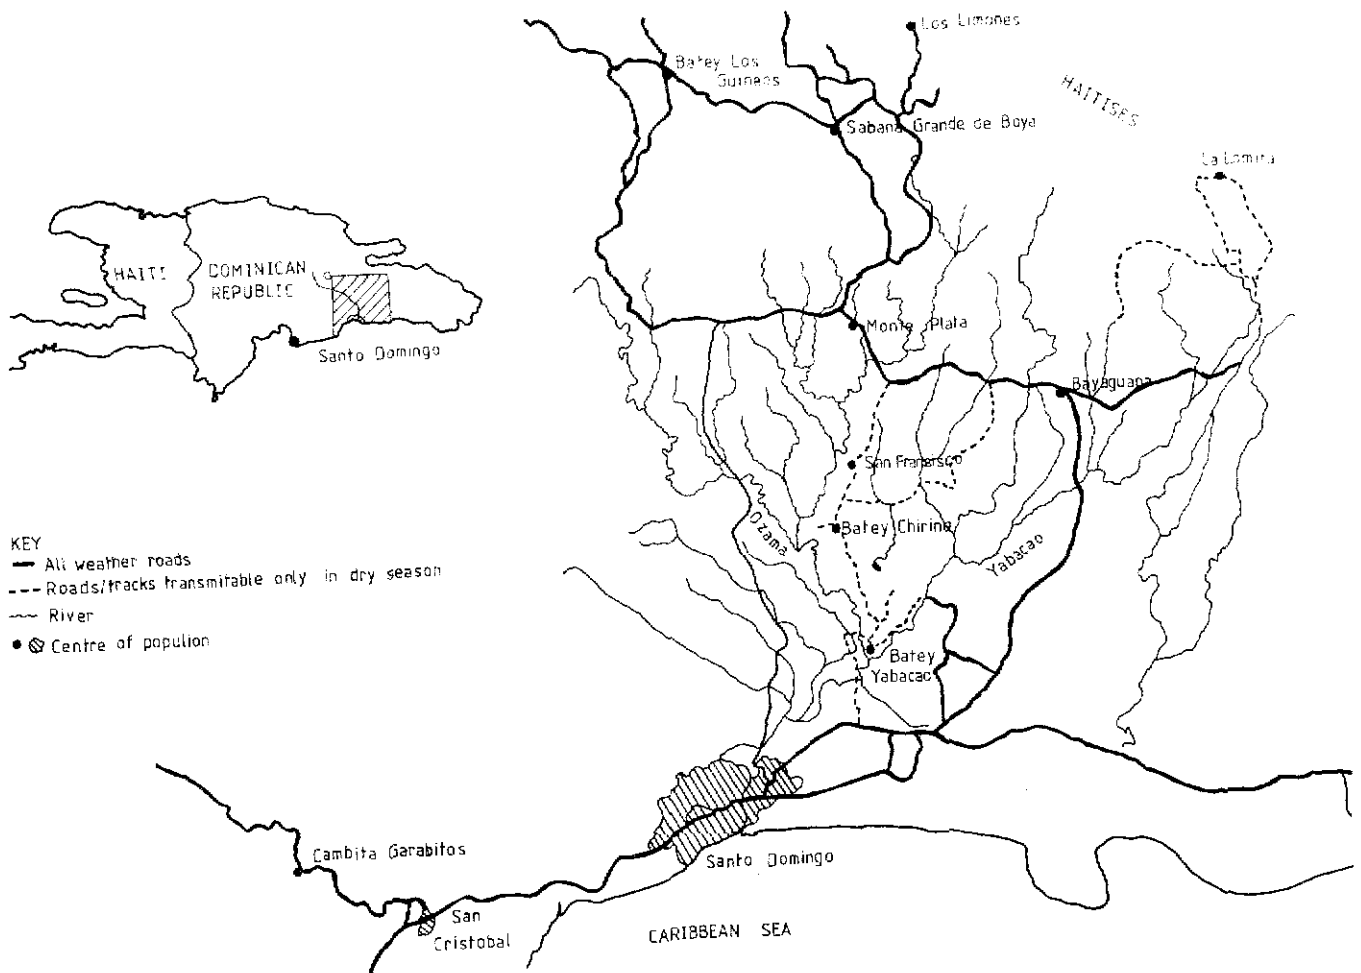 Los Limones
Batey Los
Guineos
HAITISES
Sabana Grande de Boya
La Lomita
HAITI
DOMINICAN
REPUBLIC
Santo Domingo
Monte Plata
Bayaguana
San Fransisco
Ozama
Batey Chirino
Yabacao
KEY
All weather roads
Roads/tracks transmitable only in dry season
River
Centre of populion
Batey
Yabacao
Cambita Garabitos
Santo Domingo
San
Cristobal
CARIBBEAN SEA